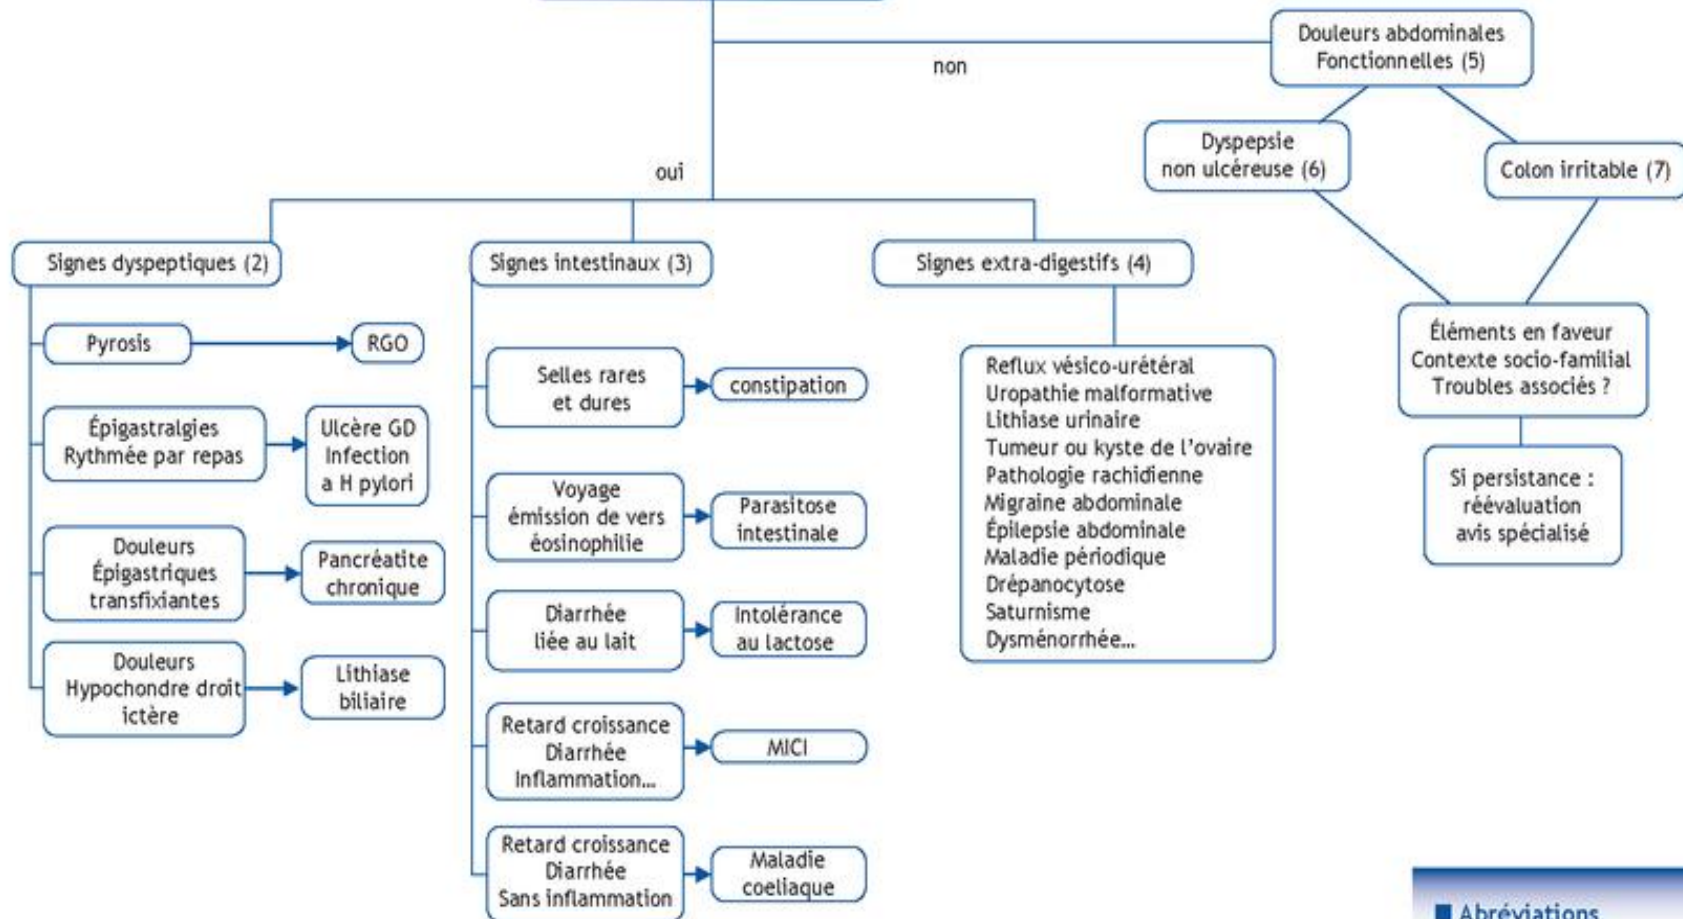 Douleurs abdominales
Fonctionnelles (5)
non
Dyspepsie
non ulcéreuse (6)
Colon irritable (7)
oui
Signes dyspeptiques (2)
Signes intestinaux (3)
Signes extra-digestifs (4)
Pyrosis
RGO
Épigastralgies
Rythmée par repas
Ulcère GD
Infection
a H pylori
Douleurs
Épigastriques
transfixiantes
Pancréatite
chronique
Douleurs
Hypochondre droit
ictère
Lithiase
biliaire
Selles rares
et dures
constipation
Voyage
émission de vers
éosinophilie
Parasitose
intestinale
Diarrhée
liée au lait
Intolérance
au lactose
Retard croissance
Diarrhée
Inflammation…
MICI
Retard croissance
Diarrhée
Sans inflammation
Maladie
coeliaque
Reflux vésico-urétéral
Uropathie malformative
Lithiase urinaire
Tumeur ou kyste de l'ovaire
Pathologie rachidienne
Migraine abdominale
Épilepsie abdominale
Maladie périodique
Drépanocytose
Saturnisme
Dysménorrhée…
Éléments en faveur
Contexte socio-familial
Troubles associés ?
Si persistance :
réévaluation
avis spécialisé
Abréviations